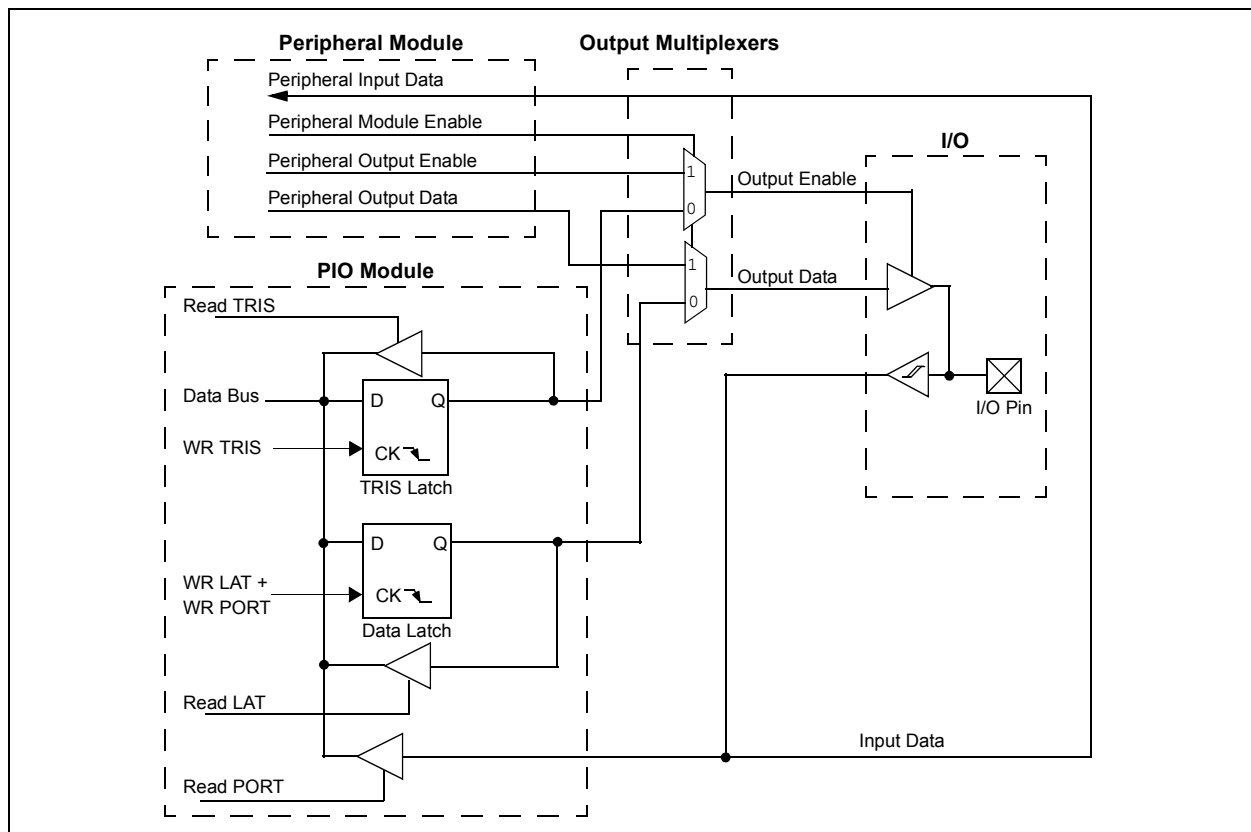 Peripheral Module
Output Multiplexers
Peripheral Input Data
Peripheral Module Enable
I/O
Peripheral Output Enable
1
Output Enable
Peripheral Output Data
0
PIO Module
1
Output Data
Read TRIS
0
Data Bus
D
Q
I/O Pin
WR TRIS
CK
TRIS Latch
D
Q
WR LAT +
WR PORT
CK
Data Latch
Read LAT
Input Data
Read PORT